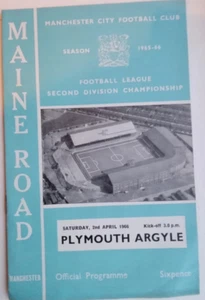 MANCHESTER CITY FOOTBALL CLUB
SEASON 1965-66
FOOTBALL LEAGUE
SECOND DIVISION CHAMPIONSHIP
MAINE ROAD
SATURDAY, 2nd APRIL 1966 Kick-off 3.0 p.m.
PLYMOUTH ARGYLE
MANCHESTER Official Programme Sixpence